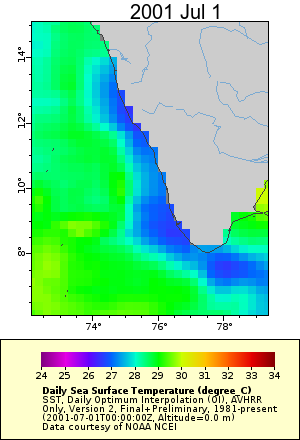 2001 Jul 1
14°
12°
10°
8°
74° 76° 78°
24 25 26 27 28 29 30 31 32 33 34
Daily Sea Surface Temperature (degree_C)
SST, Daily Optimum Interpolation (OI), AVHRR
Only, Version 2, Final+Preliminary, 1981-present
(2001-07-01T00:00:00Z, Altitude=0.0 m)
Data courtesy of NOAA NCEI